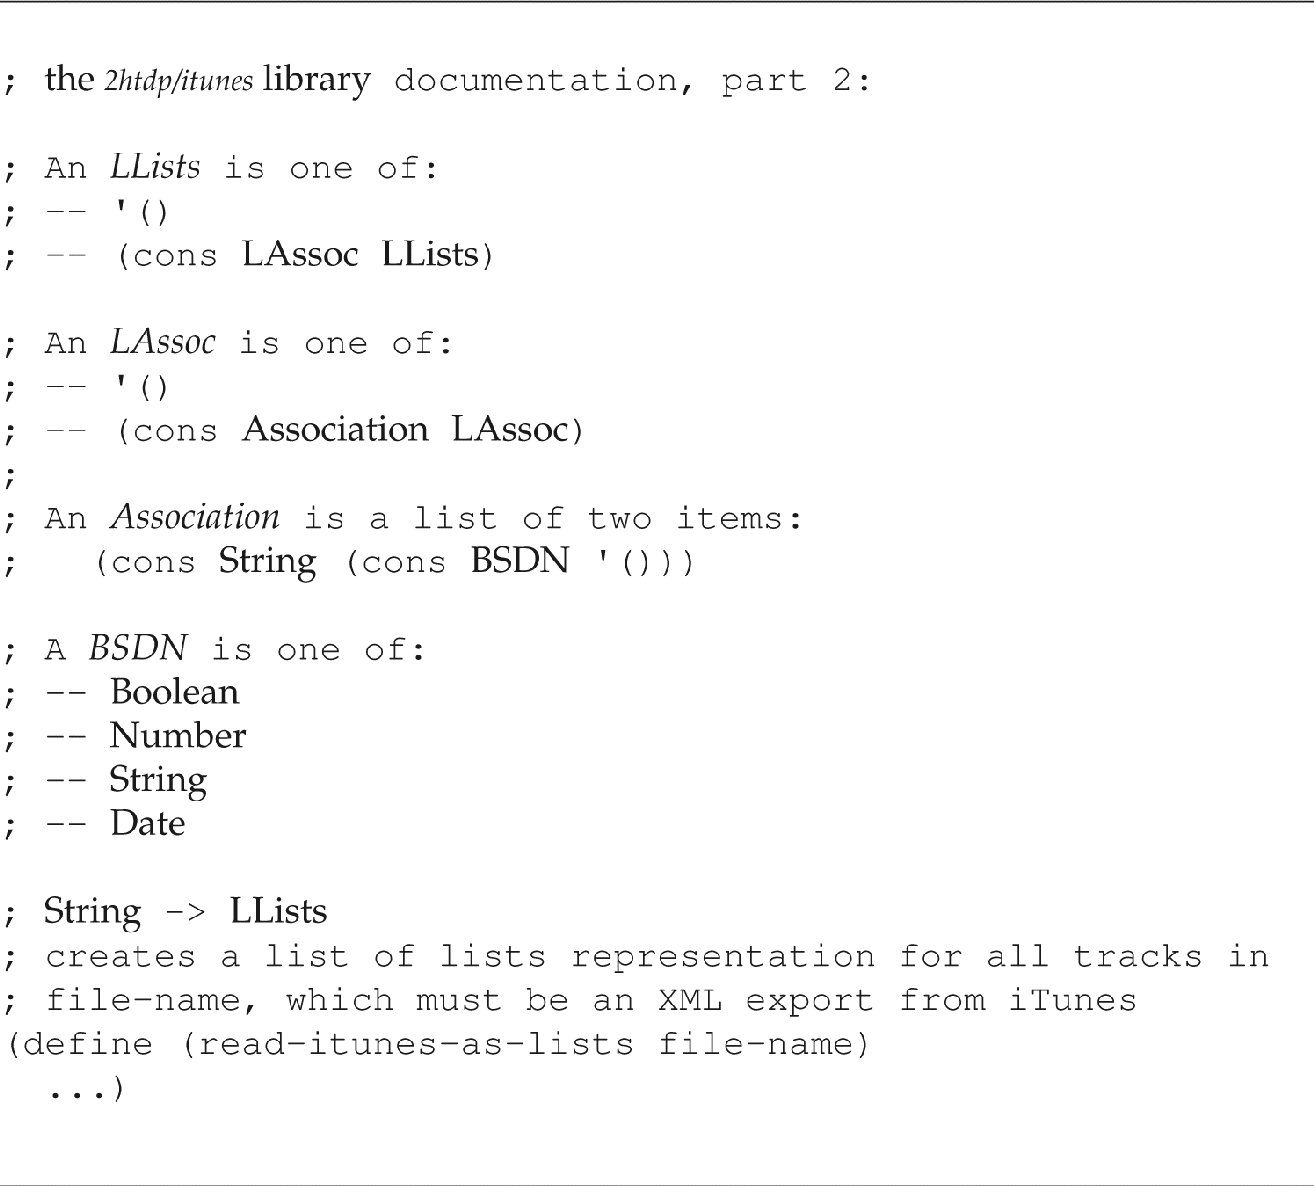 ; the 2htdp/itunes library documentation, part 2:
; An LLists is one of:
; -- '()
; -- (cons LAssoc LLists)
; An LAssoc is one of:
; -- '()
; -- (cons Association LAssoc)
;
; An Association is a list of two items:
;   (cons String (cons BSDN '()))
; A BSDN is one of:
; -- Boolean
; -- Number
; -- String
; -- Date
; String -> LLists
; creates a list of lists representation for all tracks in
; file-name, which must be an XML export from iTunes
(define (read-itunes-as-lists file-name)
  ...)